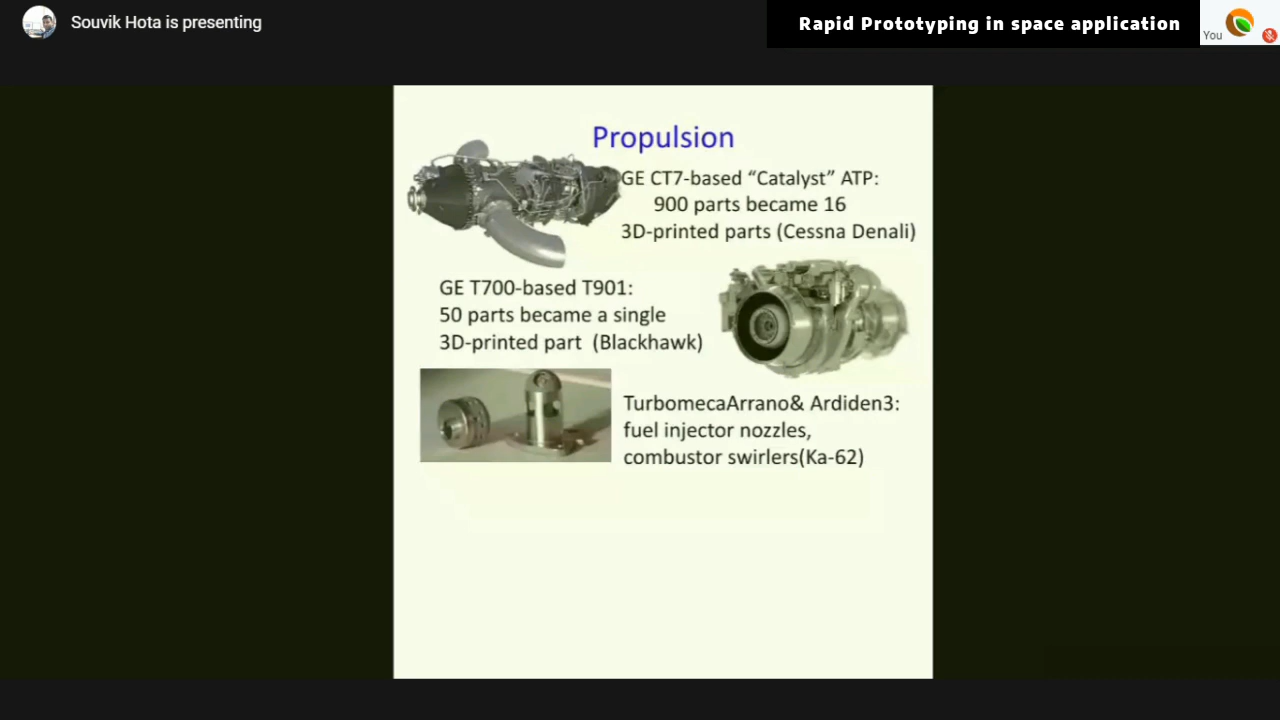 Souvik Hota is presenting
Rapid Prototyping in space application
You
Propulsion
GE CT7-based “Catalyst” ATP:
900 parts became 16
3D-printed parts (Cessna Denali)
GE T700-based T901:
50 parts became a single
3D-printed part (Blackhawk)
TurbomecaArrano& Ardiden3:
fuel injector nozzles,
combustor swirlers(Ka-62)